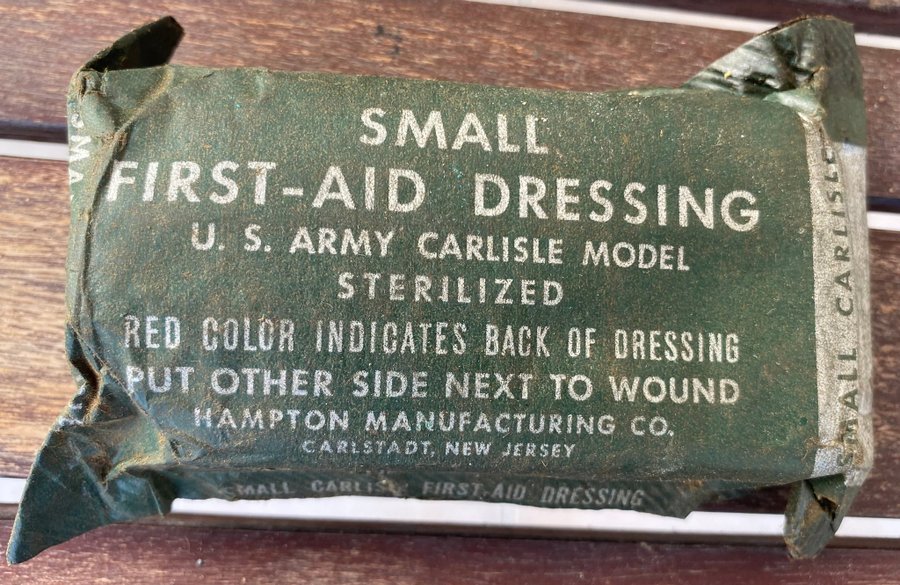 SMALL
FIRST-AID DRESSING
U. S. ARMY CARLISLE MODEL
STERILIZED
RED COLOR INDICATES BACK OF DRESSING
PUT OTHER SIDE NEXT TO WOUND
HAMPTON MANUFACTURING CO.
CARLSTADT, NEW JERSEY
SMALL CARLISLE FIRST-AID DRESSING
SMALL CARLISLE